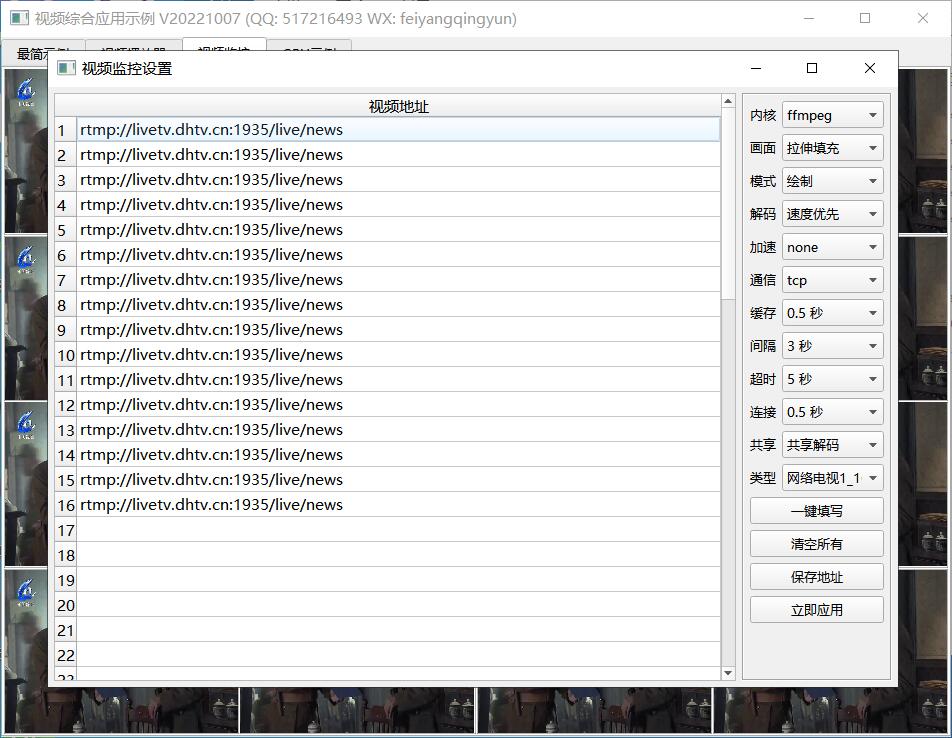 视频综合应用示例 V20221007 (QQ: 517216493 WX: feiyangqingyun)
视频监控设置
视频地址
1 rtmp://livetv.dhtv.cn:1935/live/news
2 rtmp://livetv.dhtv.cn:1935/live/news
3 rtmp://livetv.dhtv.cn:1935/live/news
4 rtmp://livetv.dhtv.cn:1935/live/news
5 rtmp://livetv.dhtv.cn:1935/live/news
6 rtmp://livetv.dhtv.cn:1935/live/news
7 rtmp://livetv.dhtv.cn:1935/live/news
8 rtmp://livetv.dhtv.cn:1935/live/news
9 rtmp://livetv.dhtv.cn:1935/live/news
10 rtmp://livetv.dhtv.cn:1935/live/news
11 rtmp://livetv.dhtv.cn:1935/live/news
12 rtmp://livetv.dhtv.cn:1935/live/news
13 rtmp://livetv.dhtv.cn:1935/live/news
14 rtmp://livetv.dhtv.cn:1935/live/news
15 rtmp://livetv.dhtv.cn:1935/live/news
16 rtmp://livetv.dhtv.cn:1935/live/news
17
18
19
20
21
22
内核 ffmpeg
画面 拉伸填充
模式 绘制
解码 速度优先
加速 none
通信 tcp
缓存 0.5 秒
间隔 3 秒
超时 5 秒
连接 0.5 秒
共享 共享解码
类型 网络电视1_1
一键填写
清空所有
保存地址
立即应用